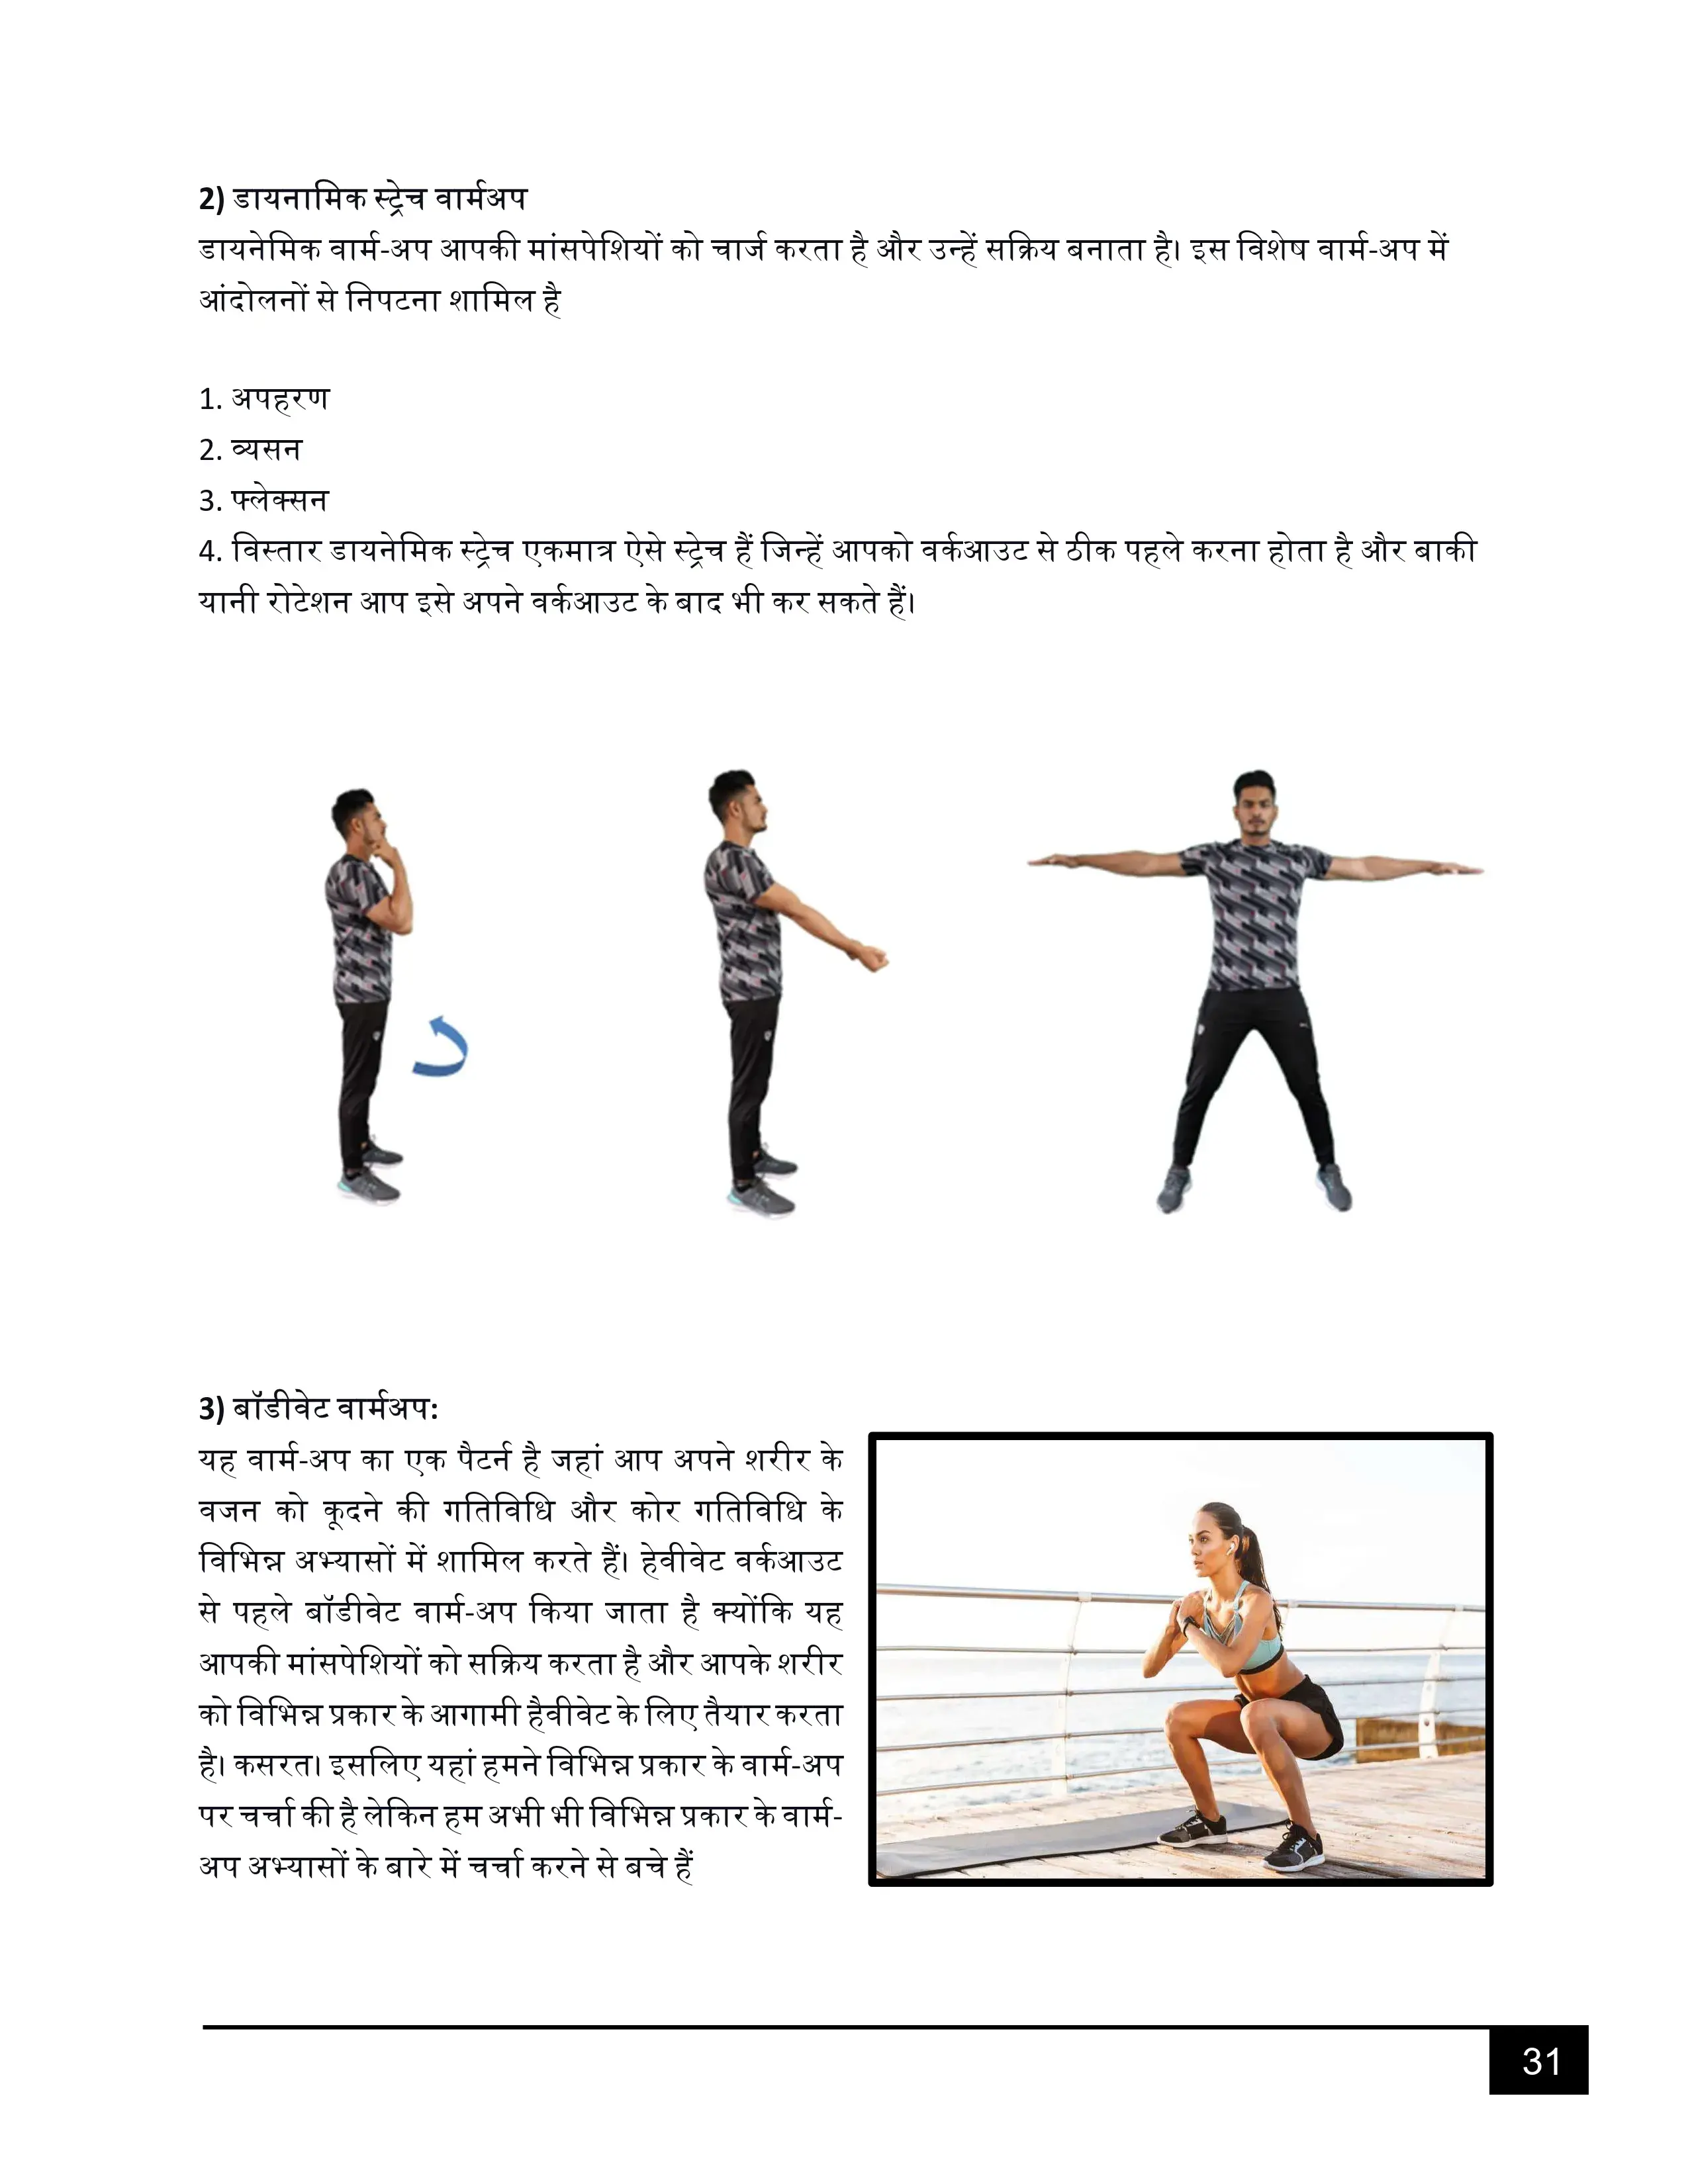 2) डायनामिक स्ट्रेच वार्मअप
डायनेमिक वार्म-अप आपकी मांसपेशियों को चार्ज करता है और उन्हें सक्रिय बनाता है। इस विशेष वार्म-अप में
आंदोलनों से निपटना शामिल है
1. अपहरण
2. व्यसन
3. फ्लेक्सन
4. विस्तार डायनेमिक स्ट्रेच एकमात्र ऐसे स्ट्रेच हैं जिन्हें आपको वर्कआउट से ठीक पहले करना होता है और बाकी
यानी रोटेशन आप इसे अपने वर्कआउट के बाद भी कर सकते हैं।
3) बॉडीवेट वार्मअप:
यह वार्म-अप का एक पैटर्न है जहां आप अपने शरीर के
वजन को कूदने की गतिविधि और कोर गतिविधि के
विभिन्न अभ्यासों में शामिल करते हैं। हेवीवेट वर्कआउट
से पहले बॉडीवेट वार्म-अप किया जाता है क्योंकि यह
आपकी मांसपेशियों को सक्रिय करता है और आपके शरीर
को विभिन्न प्रकार के आगामी हैवीवेट के लिए तैयार करता
है। कसरत। इसलिए यहां हमने विभिन्न प्रकार के वार्म-अप
पर चर्चा की है लेकिन हम अभी भी विभिन्न प्रकार के वार्म-
अप अभ्यासों के बारे में चर्चा करने से बचे हैं
31